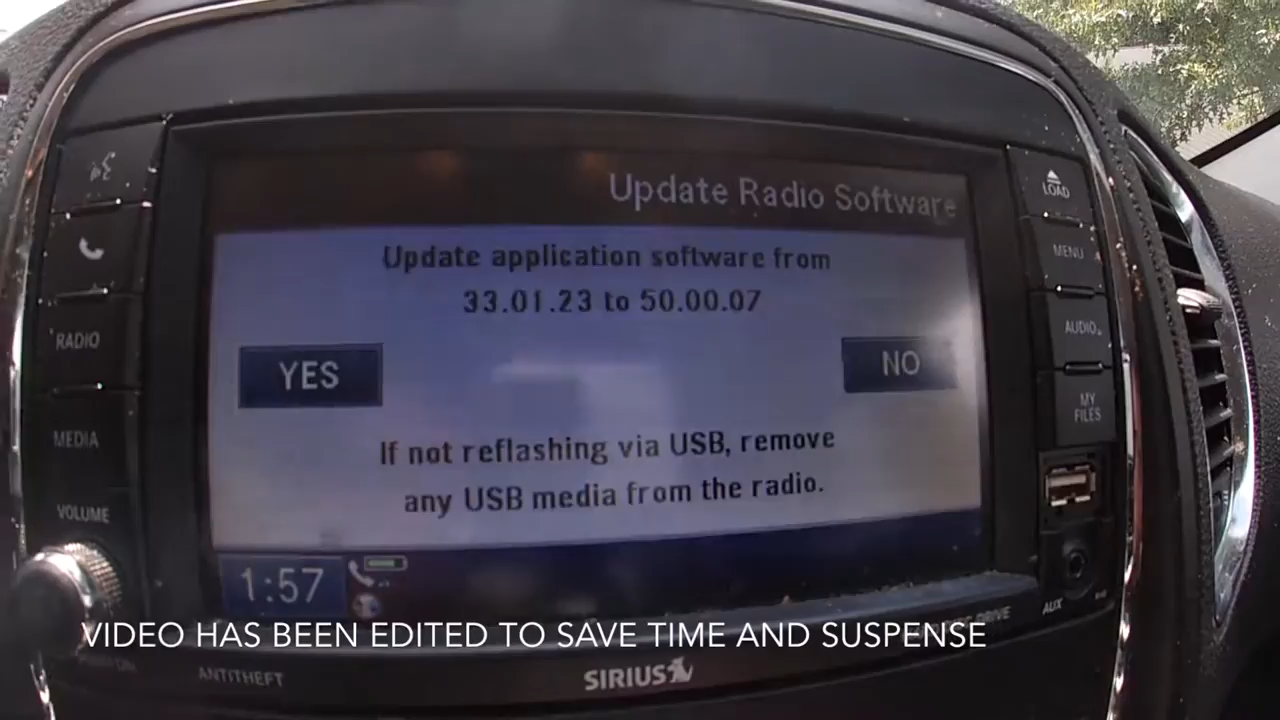 Update Radio Software
Update application software from
33.01.23 to 50.00.07
YES
NO
If not reflashing via USB, remove
any USB media from the radio.
1:57
RADIO
MEDIA
VOLUME
LOAD
MENU
AUDIO
MY
FILES
AUX
DRIVE
VIDEO HAS BEEN EDITED TO SAVE TIME AND SUSPENSE
ANTITHEFT
SIRIUS